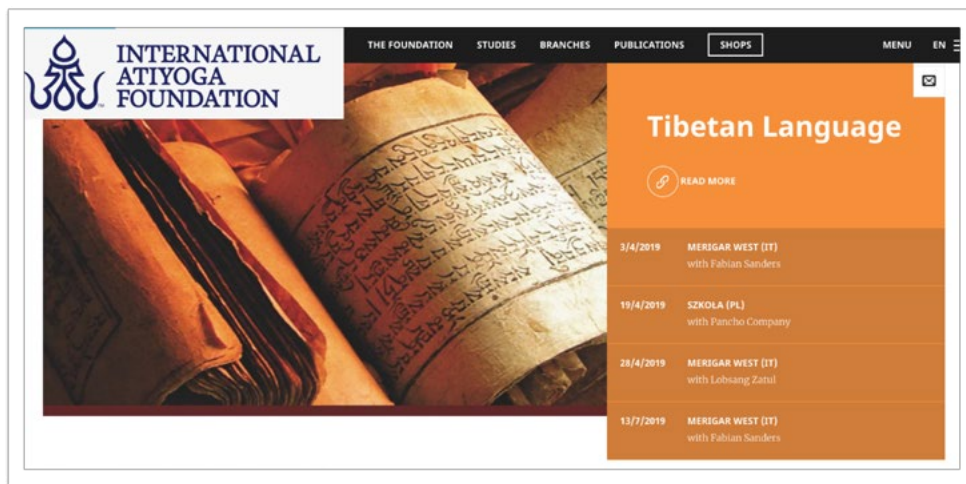 INTERNATIONAL
ATIYOGA
FOUNDATION
THE FOUNDATION STUDIES BRANCHES PUBLICATIONS SHOPS MENU EN
Tibetan Language
READ MORE
3/4/2019 MERIGAR WEST (IT)
with Fabian Sanders
19/4/2019 SZKOŁA (PL)
with Pancho Company
28/4/2019 MERIGAR WEST (IT)
with Lobsang Zatul
13/7/2019 MERIGAR WEST (IT)
with Fabian Sanders